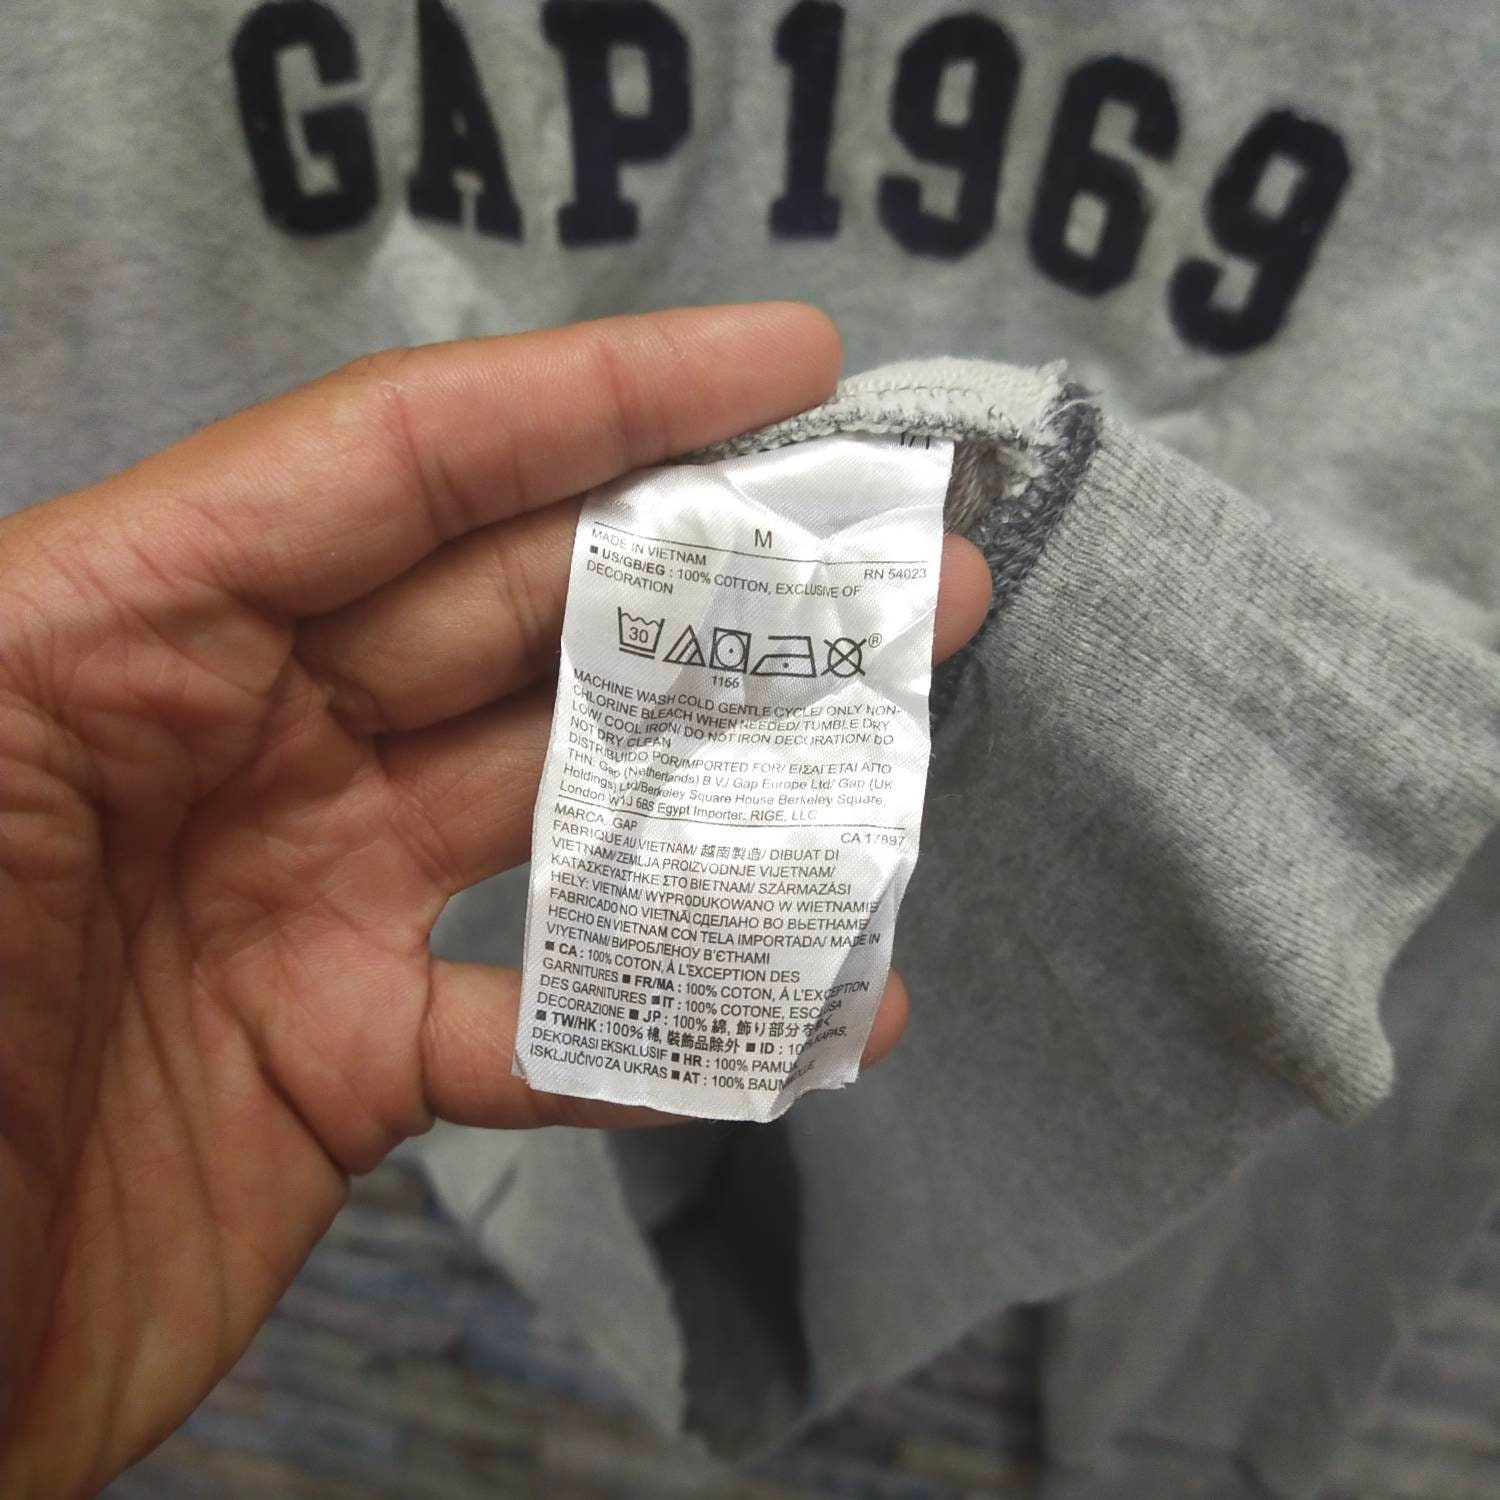 GAP 1969
M
MADE IN VIETNAM
RN 54023
■ US/GB/EG : 100% COTTON, EXCLUSIVE OF
DECORATION
30
1166
®
MACHINE WASH COLD GENTLE CYCLE/ ONLY NON-
CHLORINE BLEACH WHEN NEEDED/ TUMBLE DRY
LOW/ COOL IRON/ DO NOT IRON DECORATION/ DO
NOT DRY CLEAN
DISTRIBUIDO POR/IMPORTED FOR/ ΕΙΣΑΓΕΤΑΙ ΑΠΟ
ΤΗΝ: Gap (Netherlands) B.V./ Gap Europe Ltd/ Gap (UK
Holdings) Ltd/Berkeley Square House Berkeley Square,
London W1J 6BS Egypt Importer, RIGE, LLC
MARCA, GAP
CA 17897
FABRIQUE AU VIETNAM/ 越南製造/ DIBUAT DI
VIETNAM/ZEMLJA PROIZVODNJE VIJETNAM/
ΚΑΤΑΣΚΕΥΑΣΤΗΚΕ ΣΤΟ ΒΙΕΤΝΑΜ/ SZÁRMAZÁSI
HELY: VIETNÁM/ WYPRODUKOWANO W WIETNAMIE
FABRICADO NO VIETNÃ СДЕЛАНО ВО ВЬЕТНАМЕ
HECHO EN VIETNAM CON TELA IMPORTADA/ MADE IN
VIYETNAM/ВИРОБЛЕНОУ В'ЄТНАМІ
■ CA : 100% COTON, À L'EXCEPTION DES
GARNITURES ■ FR/MA : 100% COTON, À L'EXCEPTION
DES GARNITURES ■ IT : 100% COTONE, ESCLUSA
DECORAZIONE ■ JP : 100% 綿, 飾り部分を除く
■ TW/HK : 100% 棉, 裝飾品除外 ■ ID : KAPAS,
DEKORASI EKSKLUSIF ■ HR : 100% PAMUK
ISKLJUČIVO ZA UKRAS ■ AT : 100%